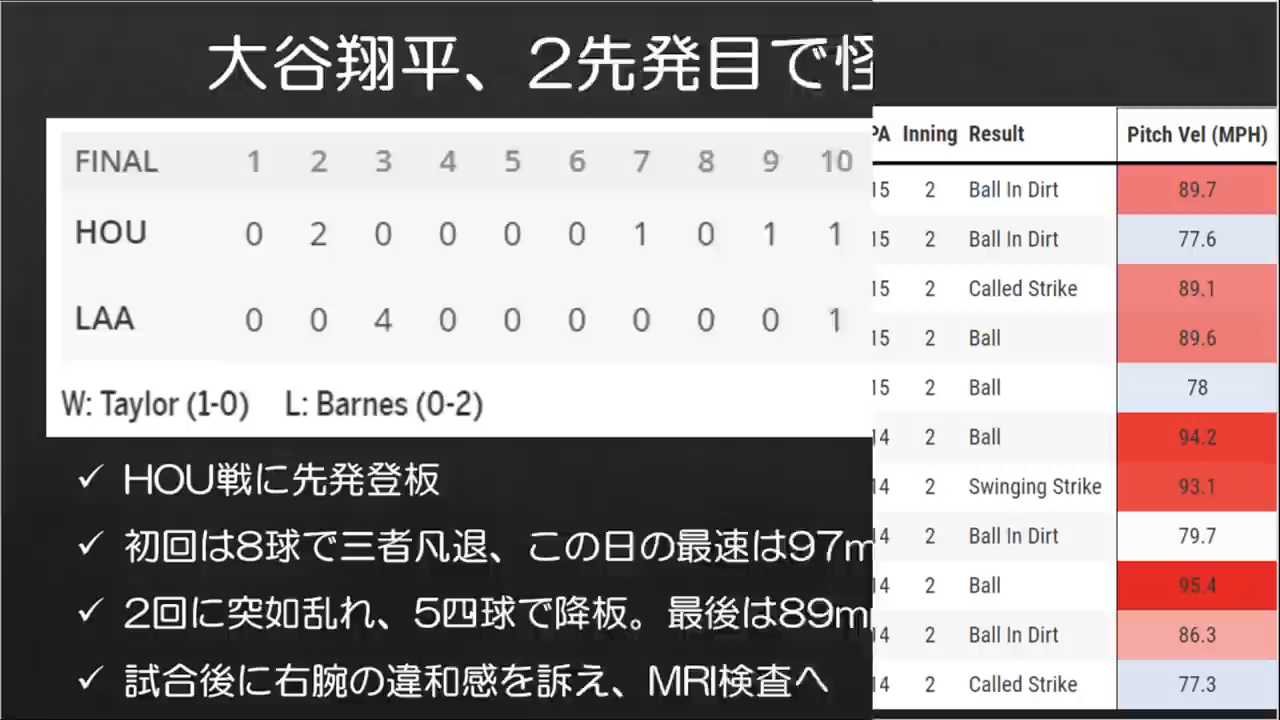 大谷翔平、2先発目で怪
FINAL 1 2 3 4 5 6 7 8 9 10
HOU 0 2 0 0 0 0 1 0 1 1
LAA 0 0 4 0 0 0 0 0 0 1
W: Taylor (1-0) L: Barnes (0-2)
✓ HOU戦に先発登板
✓ 初回は8球で三者凡退、この日の最速は97m
✓ 2回に突如乱れ、5四球で降板。最後は89m
✓ 試合後に右腕の違和感を訴え、MRI検査へ
PA Inning Result Pitch Vel (MPH)
15 2 Ball In Dirt 89.7
15 2 Ball In Dirt 77.6
15 2 Called Strike 89.1
15 2 Ball 89.6
15 2 Ball 78
14 2 Ball 94.2
14 2 Swinging Strike 93.1
14 2 Ball In Dirt 79.7
14 2 Ball 95.4
14 2 Ball In Dirt 86.3
14 2 Called Strike 77.3